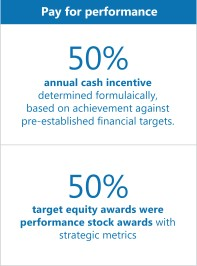 Pay for performance
50%
annual cash incentive
determined formulaically,
based on achievement against
pre-established financial targets.
50%
target equity awards were
performance stock awards with
strategic metrics